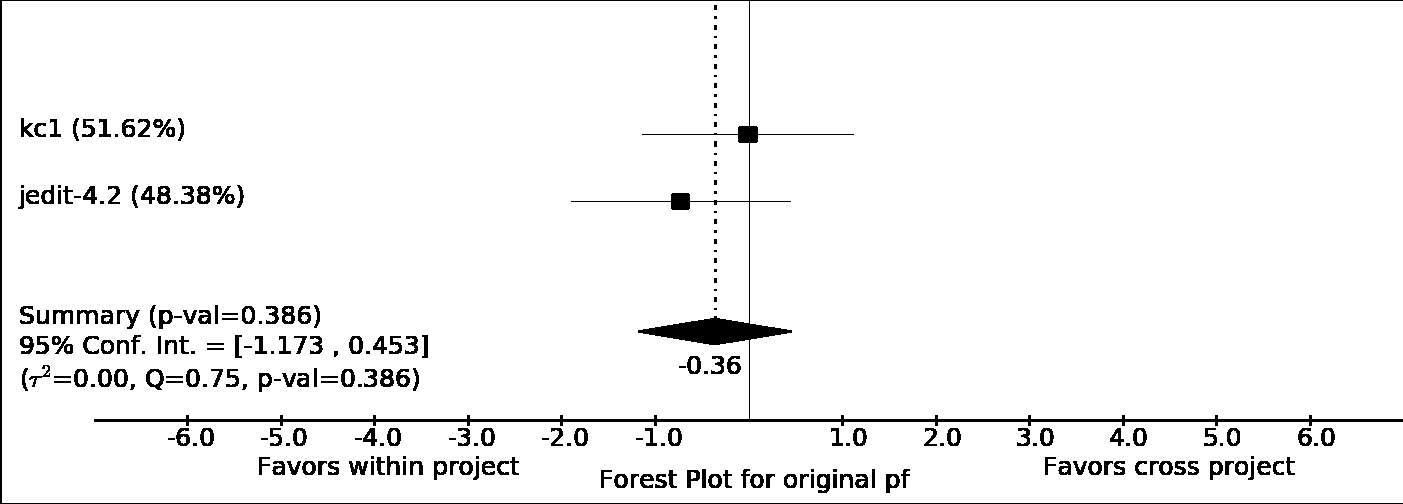 kc1 (51.62%)
jedit-4.2 (48.38%)
Summary (p-val=0.386)
95% Conf. Int. = [-1.173 , 0.453]
(τ²=0.00, Q=0.75, p-val=0.386)
-0.36
-6.0 -5.0 -4.0 -3.0 -2.0 -1.0 1.0 2.0 3.0 4.0 5.0 6.0
Favors within project Favors cross project
Forest Plot for original pf